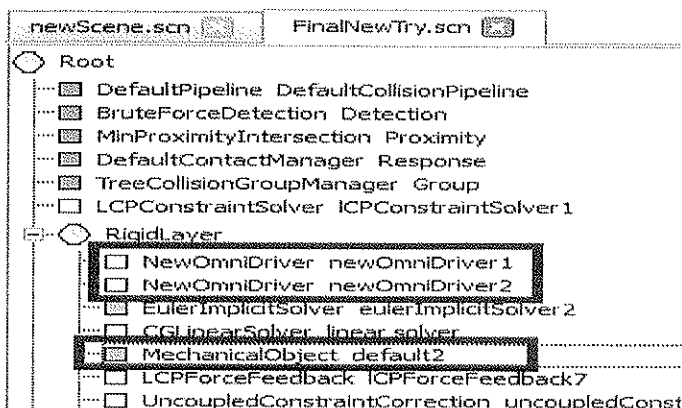 newScene.scn FinalNewTry.scn
Root
DefaultPipeline DefaultCollisionPipeline
BruteForceDetection Detection
MinProximityIntersection Proximity
DefaultContactManager Response
TreeCollisionGroupManager Group
LCPConstraintSolver lCPConstraintSolver1
RigidLayer
NewOmniDriver newOmniDriver1
NewOmniDriver newOmniDriver2
EulerImplicitSolver eulerImplicitSolver2
CGLinearSolver linear solver
MechanicalObject default2
LCPForceFeedback lCPForceFeedback7
UncoupledConstraintCorrection uncoupledConst